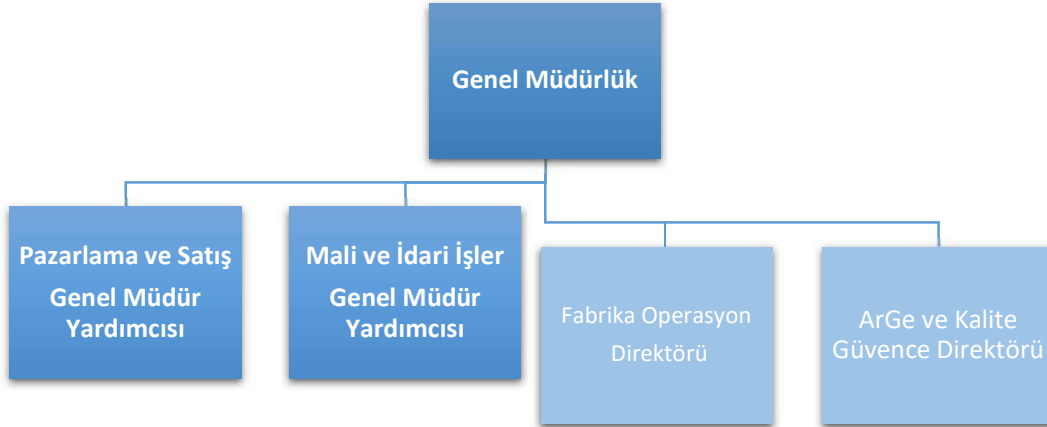 Genel Müdürlük
Pazarlama ve Satış
Genel Müdür
Yardımcısı
Mali ve İdari İşler
Genel Müdür
Yardımcısı
Fabrika Operasyon
Direktörü
ArGe ve Kalite
Güvence Direktörü